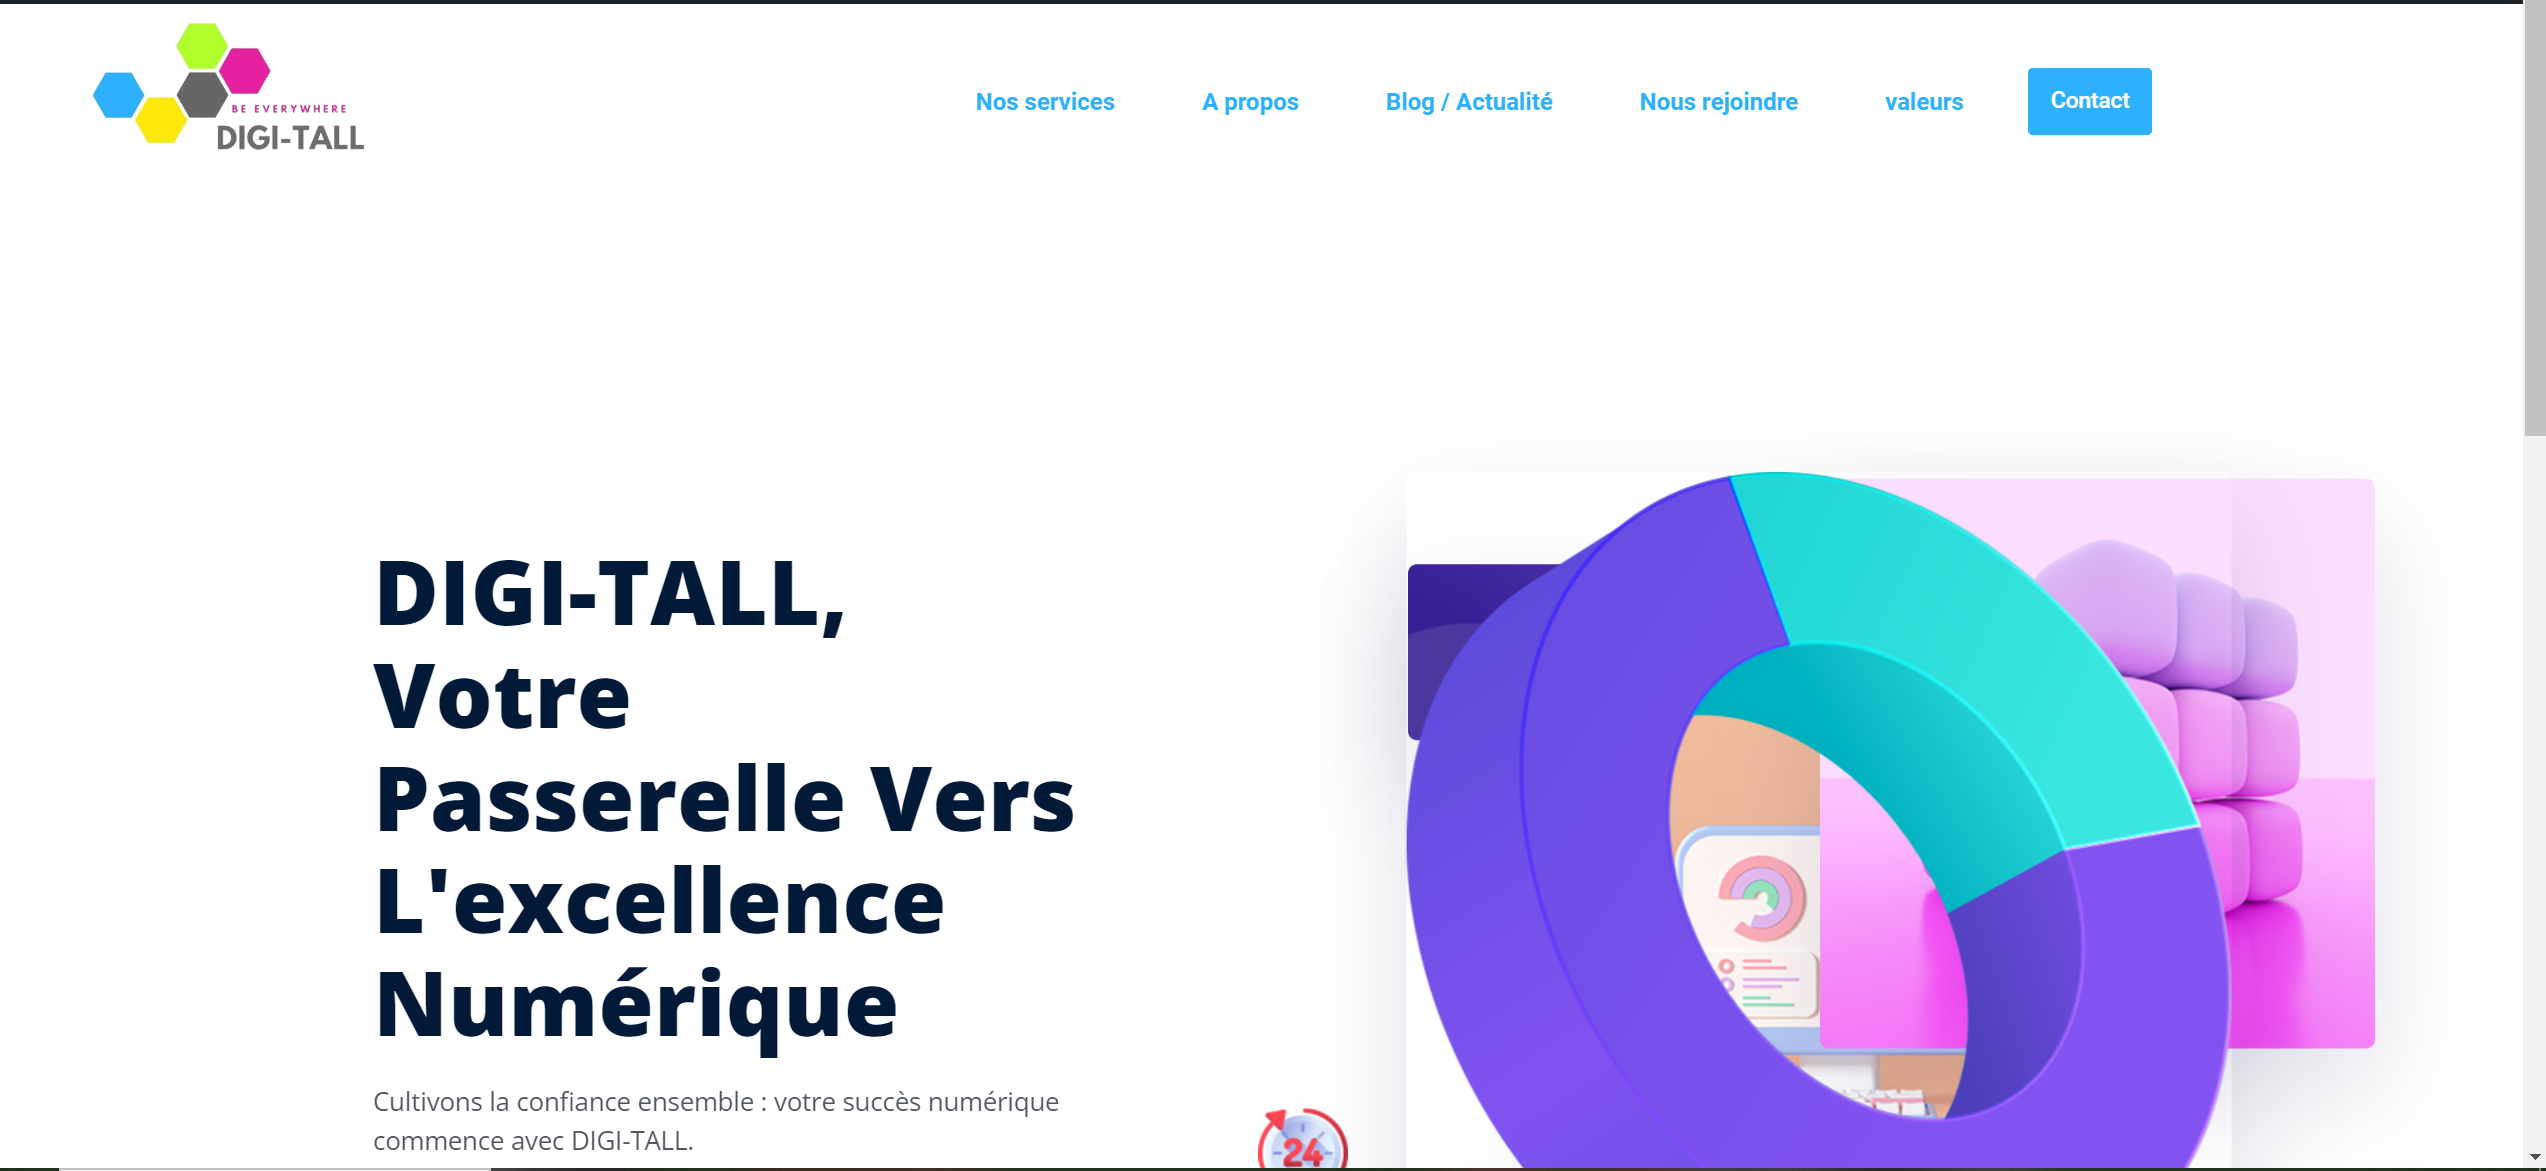 BE EVERYWHERE
DIGI-TALL
Nos services
A propos
Blog / Actualité
Nous rejoindre
valeurs
Contact
DIGI-TALL,
Votre
Passerelle Vers
L'excellence
Numérique
Cultivons la confiance ensemble : votre succès numérique
commence avec DIGI-TALL.
24